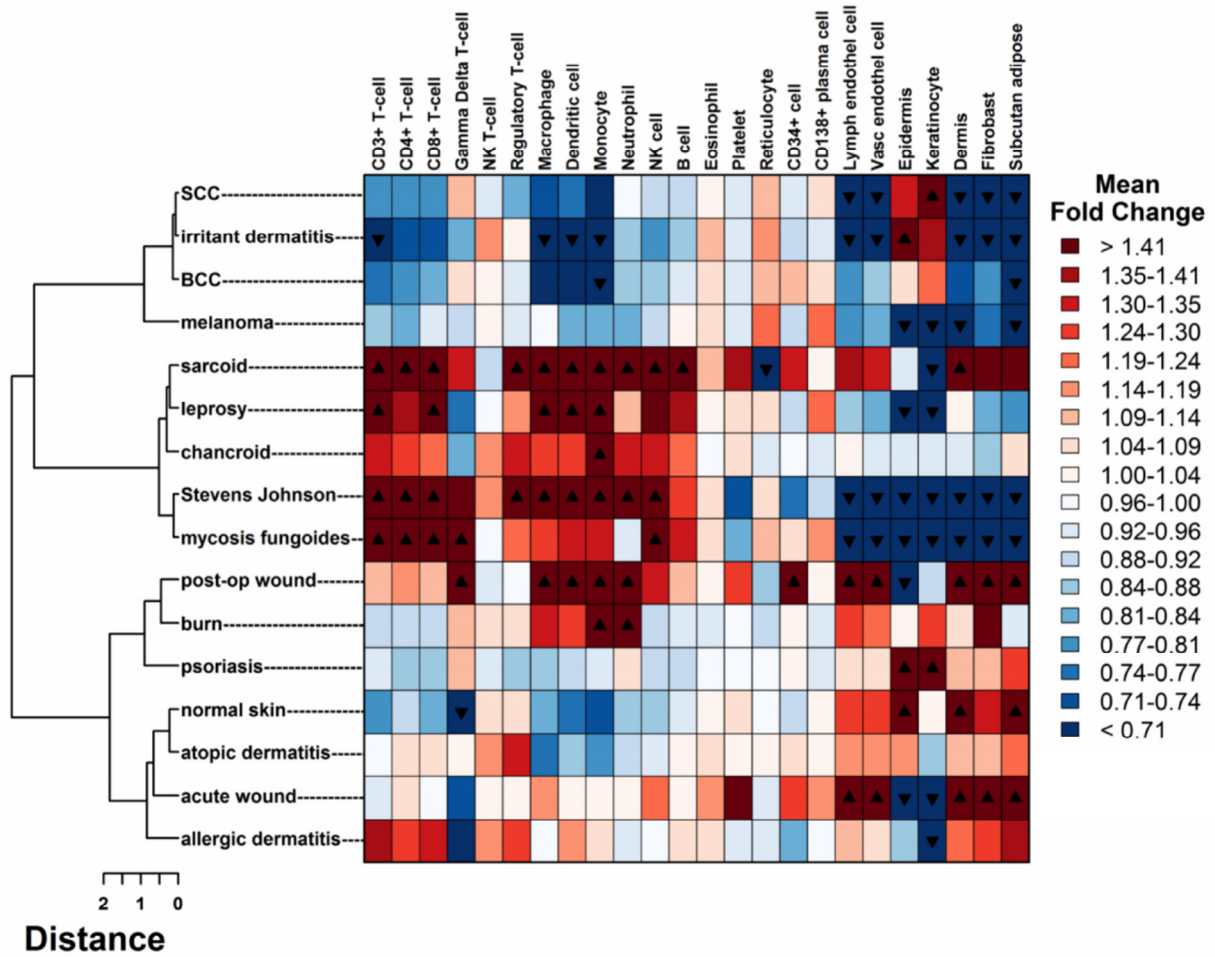 CD3+ T-cell
CD4+ T-cell
CD8+ T-cell
Gamma Delta T-cell
NK T-cell
Regulatory T-cell
Macrophage
Dendritic cell
Monocyte
Neutrophil
NK cell
B cell
Eosinophil
Platelet
Reticulocyte
CD34+ cell
CD138+ plasma cell
Lymph endothel cell
Vasc endothel cell
Epidermis
Keratinocyte
Dermis
Fibrobast
Subcutan adipose
SCC
irritant dermatitis
BCC
melanoma
sarcoid
leprosy
chancroid
Stevens Johnson
mycosis fungoides
post-op wound
burn
psoriasis
normal skin
atopic dermatitis
acute wound
allergic dermatitis
Mean
Fold Change
> 1.41
1.35-1.41
1.30-1.35
1.24-1.30
1.19-1.24
1.14-1.19
1.09-1.14
1.04-1.09
1.00-1.04
0.96-1.00
0.92-0.96
0.88-0.92
0.84-0.88
0.81-0.84
0.77-0.81
0.74-0.77
0.71-0.74
< 0.71
2 1 0
Distance